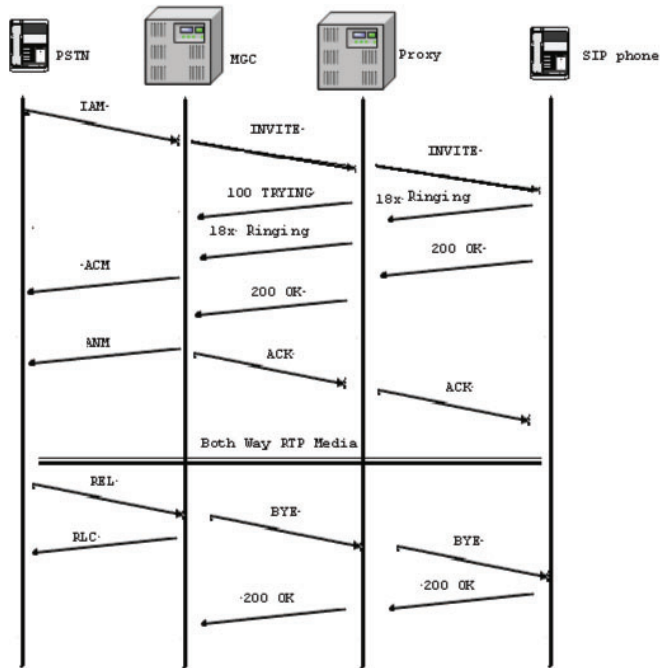 PSTN
MGC
Proxy
SIP phone
IAM
INVITE
INVITE
100 TRYING
18x Ringing
18x Ringing
200 OK
ACM
200 OK
ANM
ACK
ACK
Both Way RTP Media
REL
BYE
RLC
BYE
200 OK
200 OK